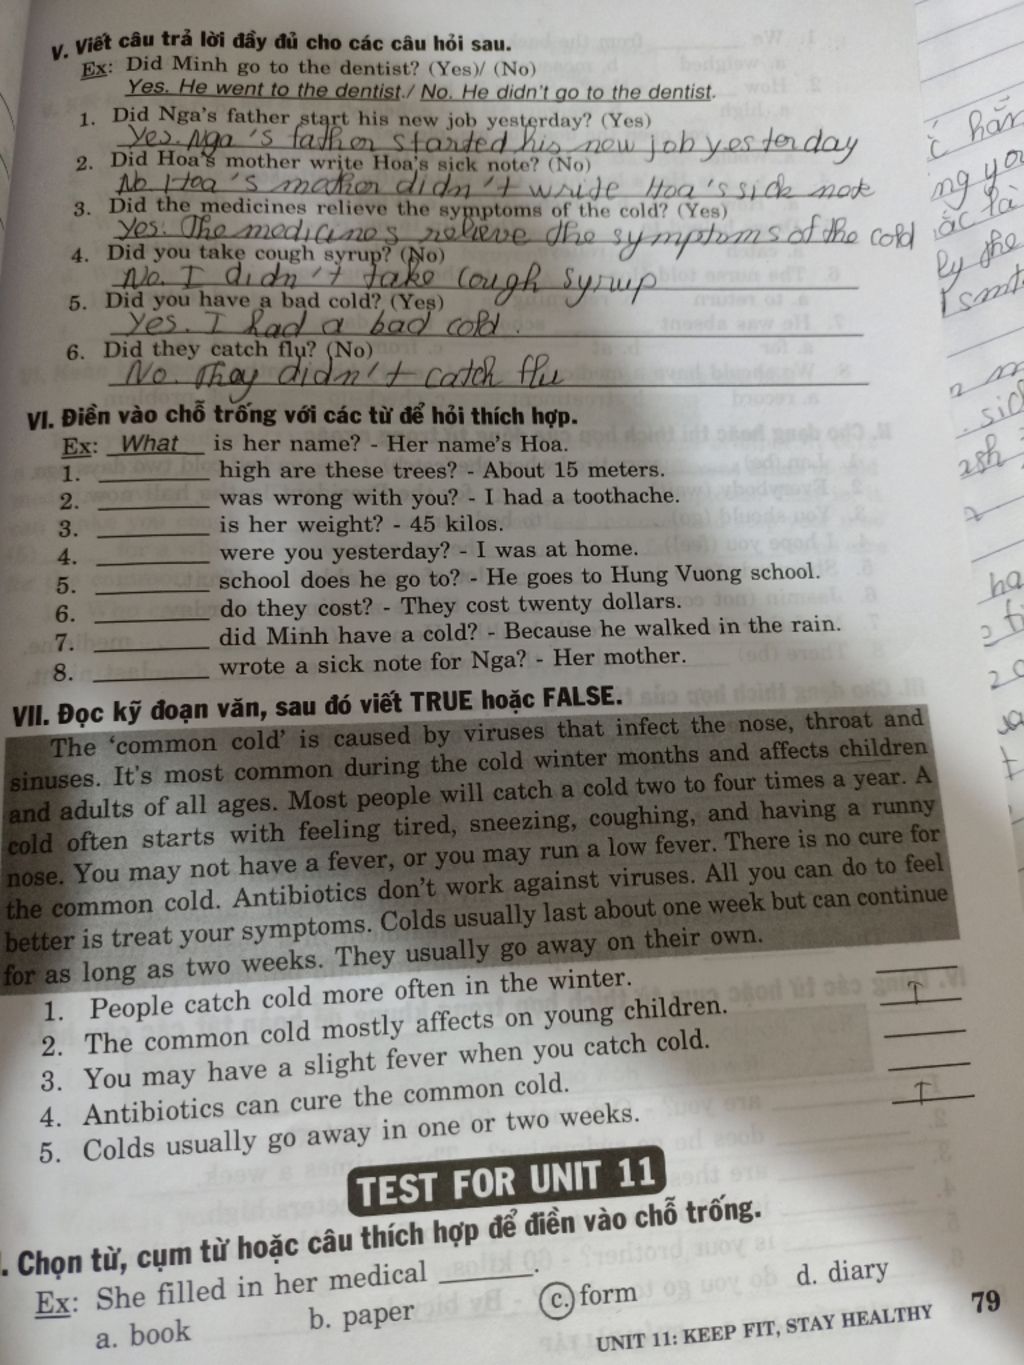 V. Viết câu trả lời đầy đủ cho các câu hỏi sau.
Ex: Did Minh go to the dentist? (Yes)/ (No)
Yes. He went to the dentist./ No. He didn't go to the dentist.
1. Did Nga's father start his new job yesterday? (Yes)
Yes. Nga's father started his new job yesterday
2. Did Hoa's mother write Hoa's sick note? (No)
No Hoa's mother didn't write Hoa's sick note
3. Did the medicines relieve the symptoms of the cold? (Yes)
Yes. The medicines relieve the symptoms of the cold
4. Did you take cough syrup? (No)
No. I didn't take cough syrup
5. Did you have a bad cold? (Yes)
Yes. I had a bad cold
6. Did they catch flu? (No)
No. They didn't catch flu
VI. Điền vào chỗ trống với các từ để hỏi thích hợp.
Ex: What is her name? - Her name's Hoa.
1. ________ high are these trees? - About 15 meters.
2. ________ was wrong with you? - I had a toothache.
3. ________ is her weight? - 45 kilos.
4. ________ were you yesterday? - I was at home.
5. ________ school does he go to? - He goes to Hung Vuong school.
6. ________ do they cost? - They cost twenty dollars.
7. ________ did Minh have a cold? - Because he walked in the rain.
8. ________ wrote a sick note for Nga? - Her mother.
VII. Đọc kỹ đoạn văn, sau đó viết TRUE hoặc FALSE.
The 'common cold' is caused by viruses that infect the nose, throat and
sinuses. It's most common during the cold winter months and affects children
and adults of all ages. Most people will catch a cold two to four times a year. A
cold often starts with feeling tired, sneezing, coughing, and having a runny
nose. You may not have a fever, or you may run a low fever. There is no cure for
the common cold. Antibiotics don't work against viruses. All you can do to feel
better is treat your symptoms. Colds usually last about one week but can continue
for as long as two weeks. They usually go away on their own.
1. People catch cold more often in the winter. ______
2. The common cold mostly affects on young children. T
3. You may have a slight fever when you catch cold. ______
4. Antibiotics can cure the common cold. ______
5. Colds usually go away in one or two weeks. T
TEST FOR UNIT 11
. Chọn từ, cụm từ hoặc câu thích hợp để điền vào chỗ trống.
Ex: She filled in her medical ______.
a. book b. paper c. form d. diary
UNIT 11: KEEP FIT, STAY HEALTHY 79